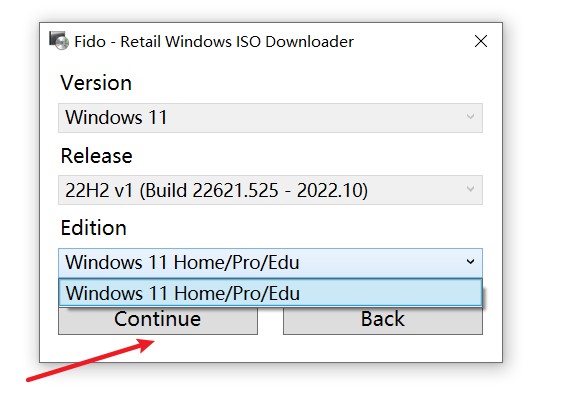 Fido - Retail Windows ISO Downloader
Version
Windows 11
Release
22H2 v1 (Build 22621.525 - 2022.10)
Edition
Windows 11 Home/Pro/Edu
Windows 11 Home/Pro/Edu
Continue
Back